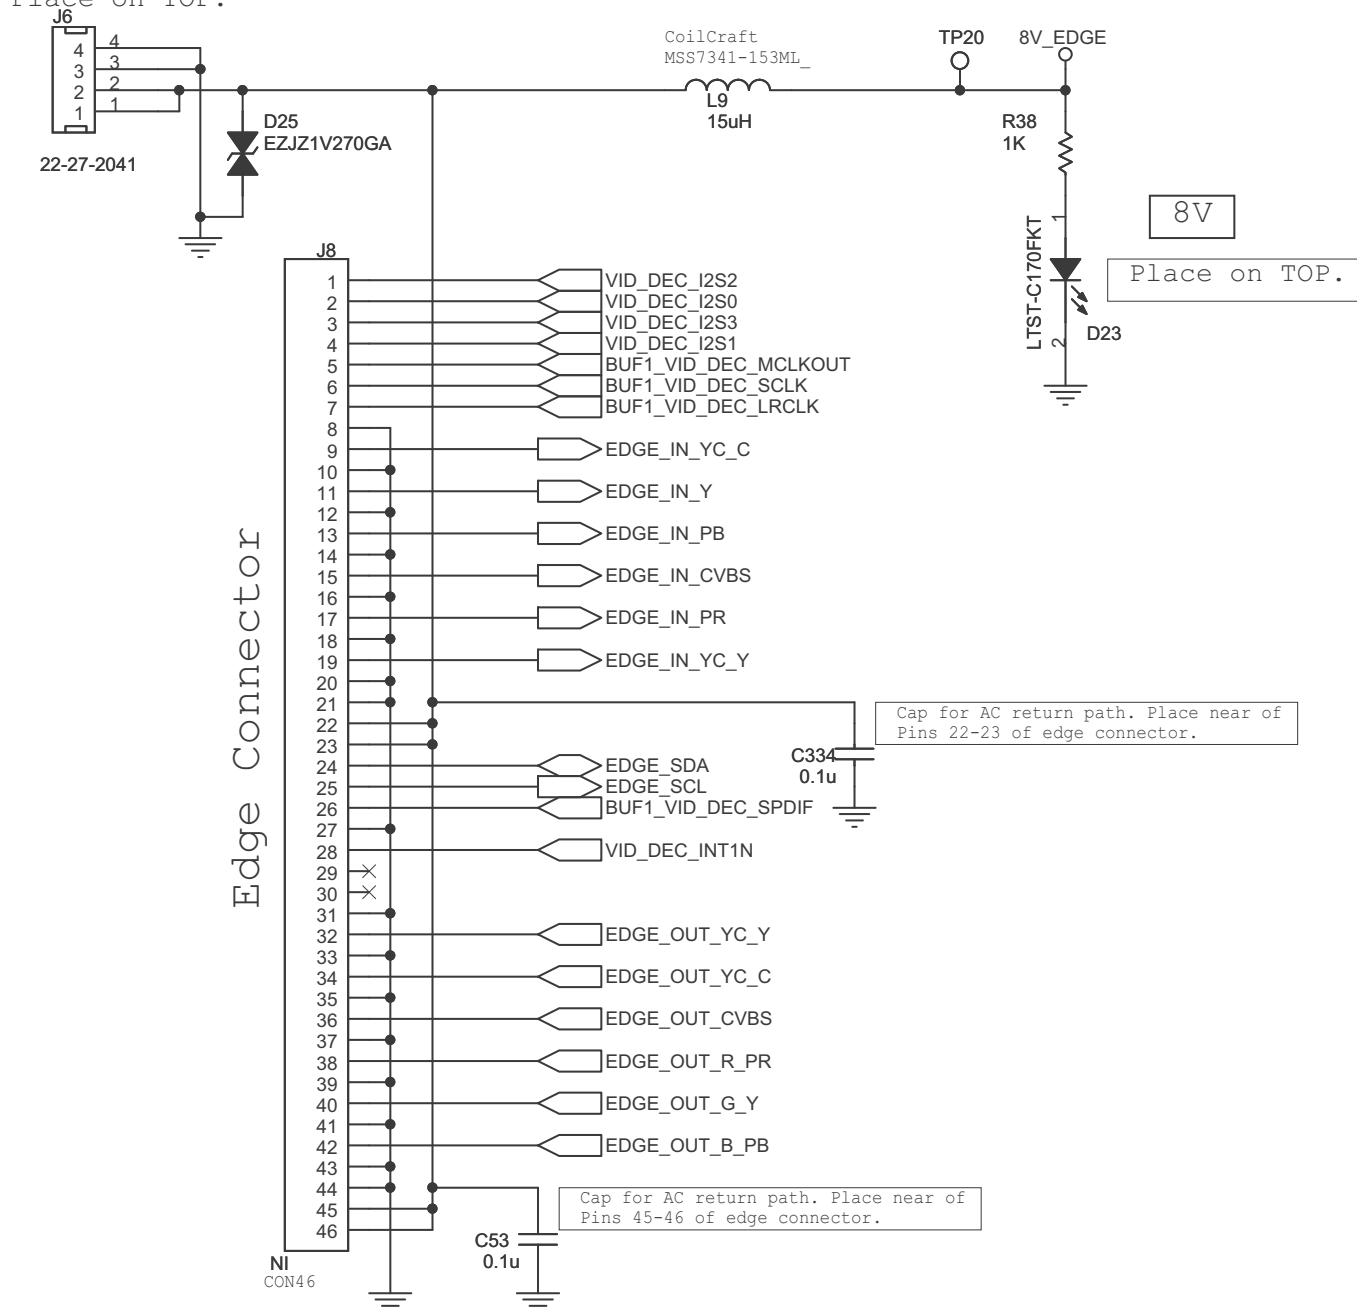 Place on TOP.
J6
4 4
3 3
2 2
1 1
22-27-2041
D25
EZJZ1V270GA
CoilCraft
MSS7341-153ML_
L9
15uH
TP20
8V_EDGE
R38
1K
8V
Place on TOP.
LTST-C170FKT
1
2
D23
J8
Edge Connector
1 VID_DEC_I2S2
2 VID_DEC_I2S0
3 VID_DEC_I2S3
4 VID_DEC_I2S1
5 BUF1_VID_DEC_MCLKOUT
6 BUF1_VID_DEC_SCLK
7 BUF1_VID_DEC_LRCLK
8
9 EDGE_IN_YC_C
10
11 EDGE_IN_Y
12
13 EDGE_IN_PB
14
15 EDGE_IN_CVBS
16
17 EDGE_IN_PR
18
19 EDGE_IN_YC_Y
20
21
22
23
24 EDGE_SDA
25 EDGE_SCL
26 BUF1_VID_DEC_SPDIF
27
28 VID_DEC_INT1N
29
30
31
32 EDGE_OUT_YC_Y
33
34 EDGE_OUT_YC_C
35
36 EDGE_OUT_CVBS
37
38 EDGE_OUT_R_PR
39
40 EDGE_OUT_G_Y
41
42 EDGE_OUT_B_PB
43
44
45
46
Cap for AC return path. Place near of
Pins 22-23 of edge connector.
C334
0.1u
Cap for AC return path. Place near of
Pins 45-46 of edge connector.
C53
0.1u
NI
CON46